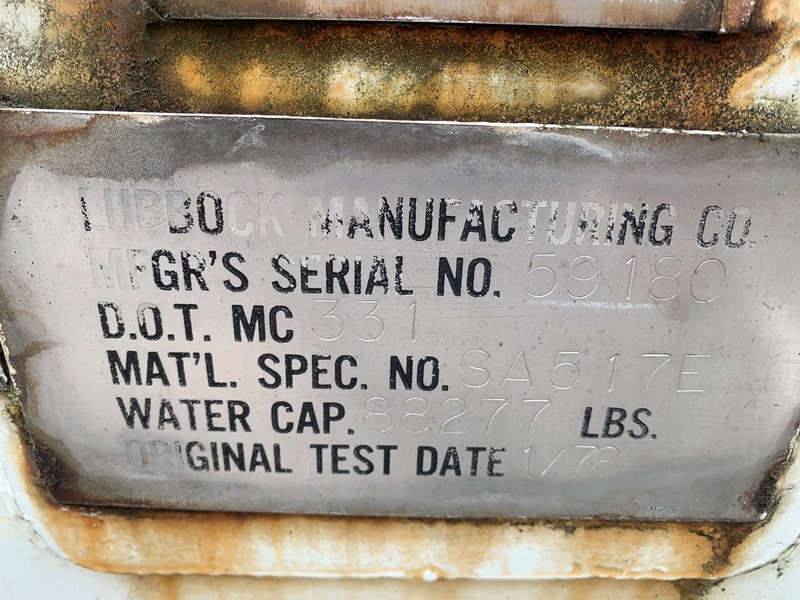 LUBBOCK MANUFACTURING CO.
MFGR'S SERIAL NO. 59180
D.O.T. MC 331
MAT'L. SPEC. NO. SA517E
WATER CAP. 88277 LBS.
ORIGINAL TEST DATE 1/76